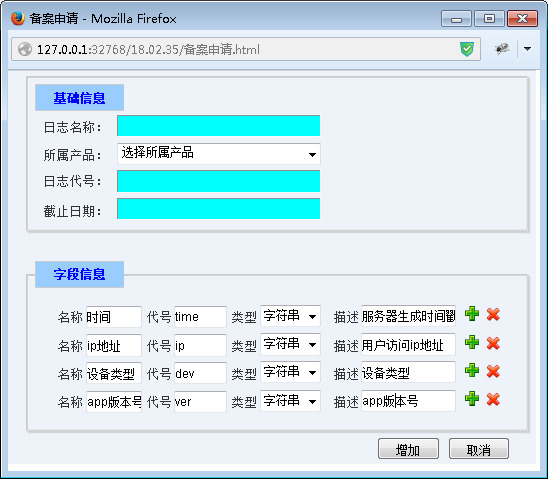 备案申请 - Mozilla Firefox
127.0.0.1:32768/18.02.35/备案申请.html
基础信息
日志名称：
所属产品： 选择所属产品
日志代号：
截止日期：
字段信息
名称 时间 代号 time 类型 字符串 描述 服务器生成时间
名称 ip地址 代号 ip 类型 字符串 描述 用户访问ip地址
名称 设备类型 代号 dev 类型 字符串 描述 设备类型
名称 app版本号 代号 ver 类型 字符串 描述 app版本号
增加 取消